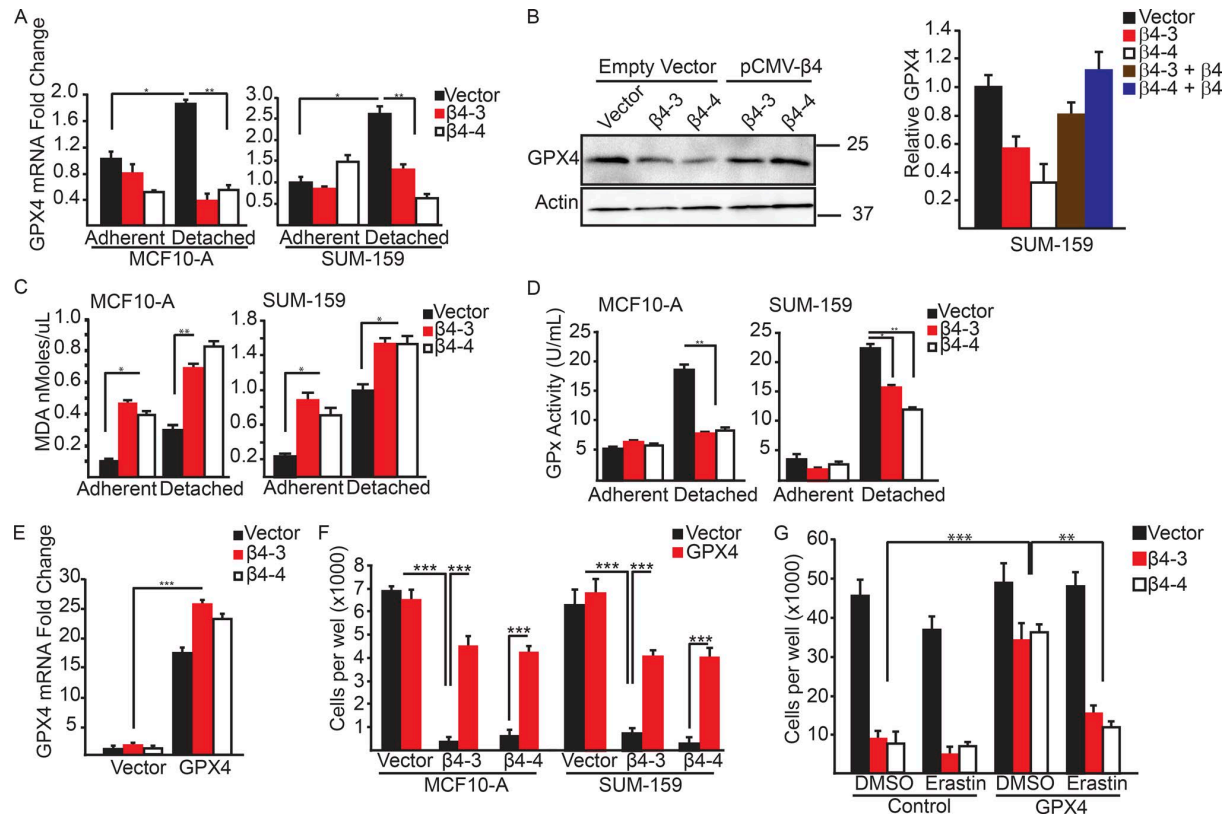 A
GPX4 mRNA Fold Change
2.0
1.6
1.2
0.8
0.4
*
**
Adherent Detached
MCF10-A
3.0
2.5
2.0
1.5
1.0
0.5
*
**
Vector
β4-3
β4-4
Adherent Detached
SUM-159
B
Empty Vector pCMV-β4
Vector β4-3 β4-4 β4-3 β4-4
GPX4
Actin
25
37
Relative GPX4
1.4
1.2
1.0
0.8
0.6
0.4
0.2
SUM-159
Vector
β4-3
β4-4
β4-3 + β4
β4-4 + β4
C
MCF10-A
MDA nMoles/uL
1.0
0.8
0.6
0.4
0.2
*
**
Adherent Detached
SUM-159
1.8
1.4
1.0
0.6
0.2
*
*
Vector
β4-3
β4-4
Adherent Detached
D
MCF10-A
GPx Activity (U/mL)
25
20
15
10
5
**
Adherent Detached
SUM-159
25
20
15
10
5
*
**
Vector
β4-3
β4-4
Adherent Detached
E
Vector
β4-3
β4-4
GPX4 mRNA Fold Change
30
25
20
15
10
5
***
Vector GPX4
F
Vector
GPX4
Cells per wel (x1000)
8
7
6
5
4
3
2
1
*** ***
***
*** ***
***
Vector β4-3 β4-4 Vector β4-3 β4-4
MCF10-A SUM-159
G
Vector
β4-3
β4-4
Cells per well (x1000)
60
50
40
30
20
10
*** **
DMSO Erastin DMSO Erastin
Control GPX4